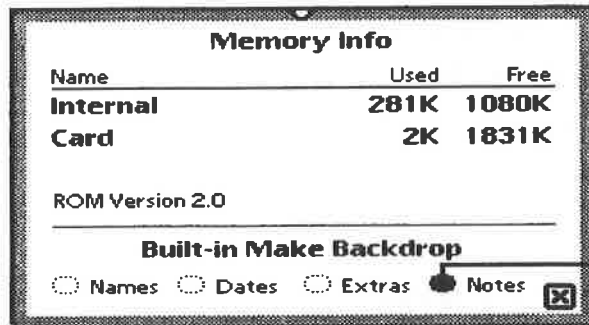 Memory Info
Name Used Free
Internal 281K 1080K
Card 2K 1831K
ROM Version 2.0
Built-in Make Backdrop
Names Dates Extras Notes